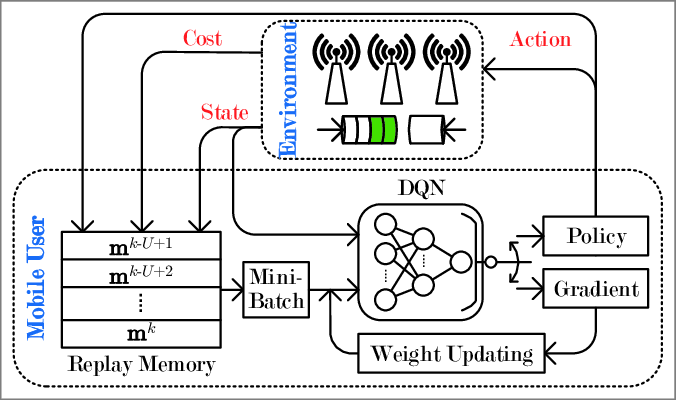 Cost
Action
State
Environment
Mobile User
DQN
m^{k-U+1}
m^{k-U+2}
m^k
Replay Memory
Mini-
Batch
Policy
Gradient
Weight Updating